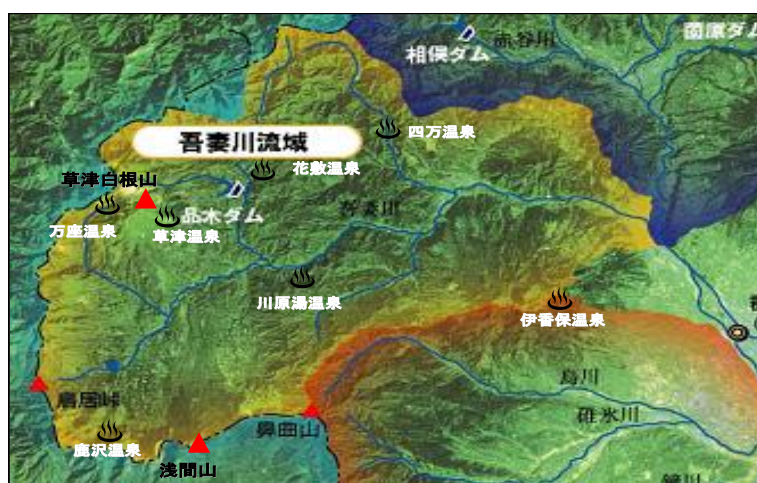 相俣ダム
赤谷川
薗原ダム
吾妻川流域
四万温泉
花敷温泉
草津白根山
品木ダム
万座温泉
草津温泉
吾妻川
川原湯温泉
伊香保温泉
鳥居峠
烏川
碓氷川
鼻曲山
鹿沢温泉
浅間山
鏑川